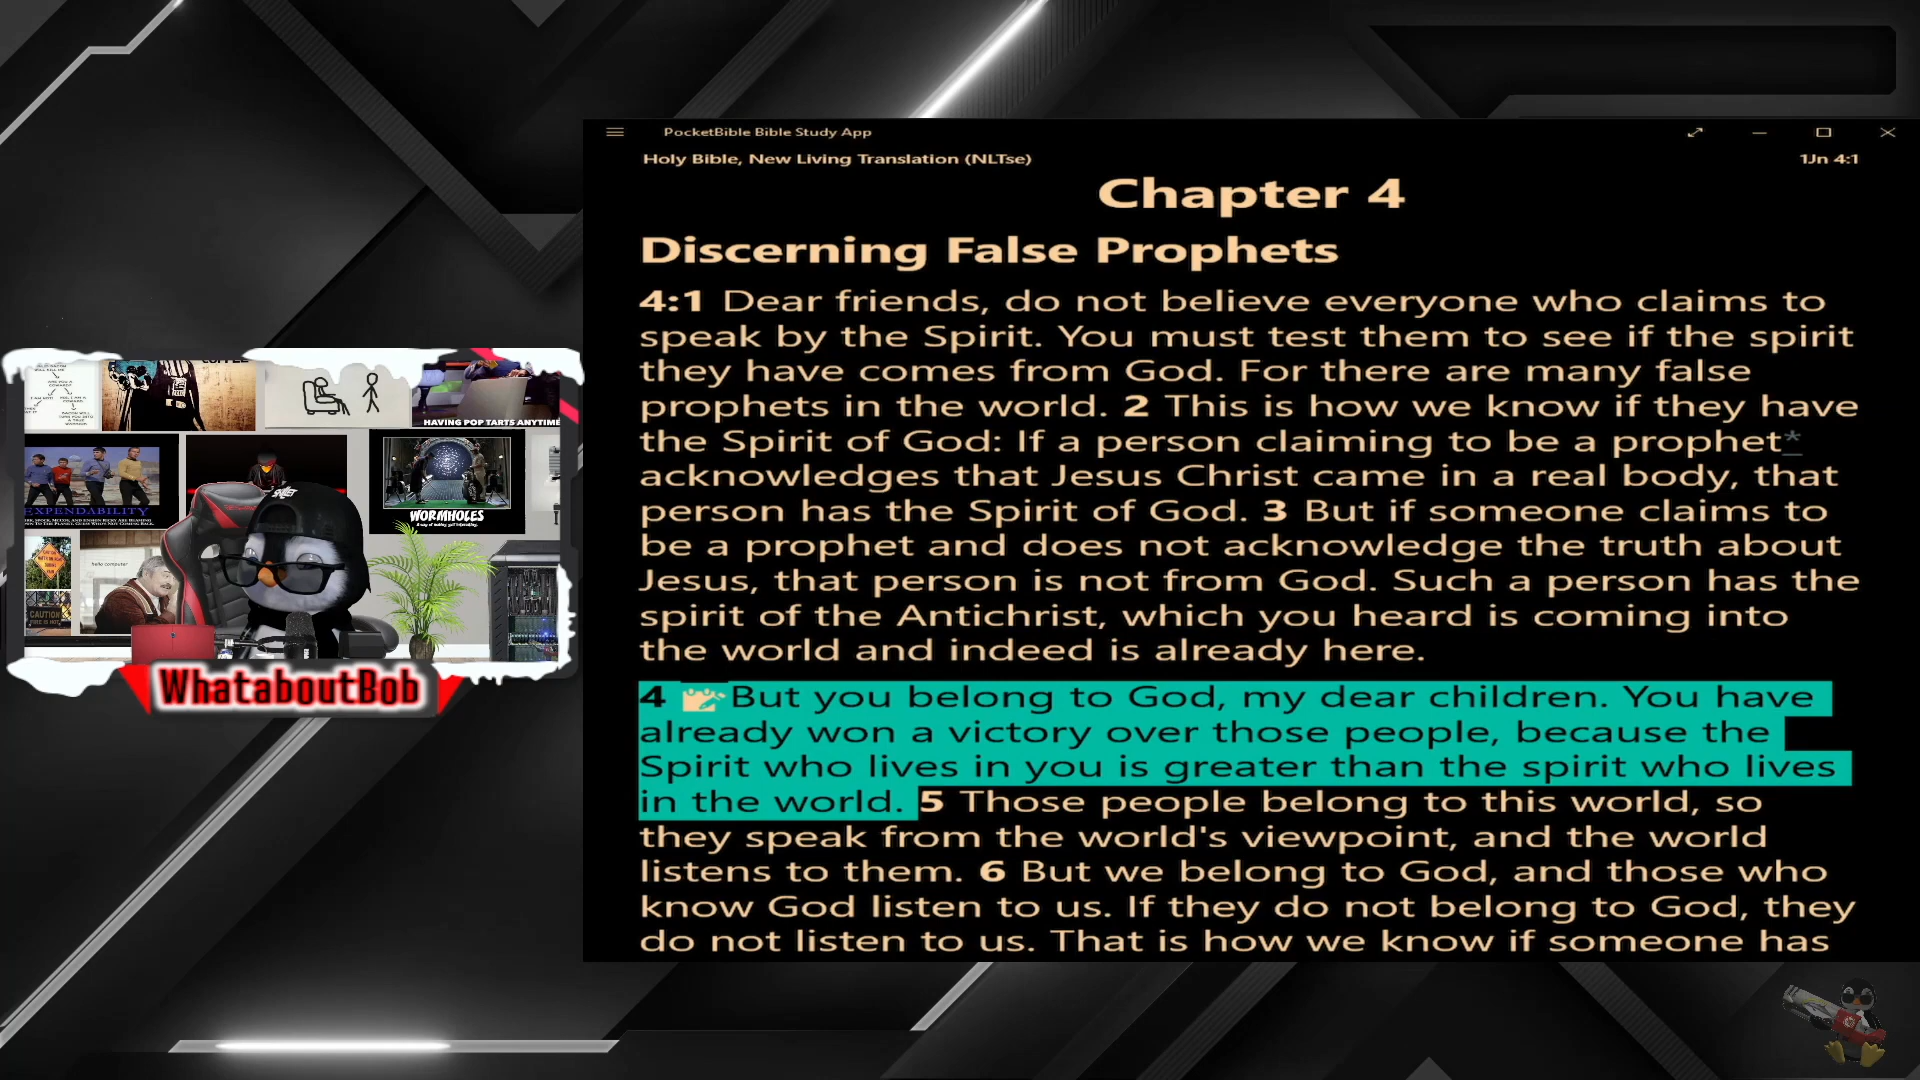 PocketBible Bible Study App
Holy Bible, New Living Translation (NLTse)
1Jn 4:1
Chapter 4
Discerning False Prophets
4:1 Dear friends, do not believe everyone who claims to
speak by the Spirit. You must test them to see if the spirit
they have comes from God. For there are many false
prophets in the world. 2 This is how we know if they have
the Spirit of God: If a person claiming to be a prophet*
acknowledges that Jesus Christ came in a real body, that
person has the Spirit of God. 3 But if someone claims to
be a prophet and does not acknowledge the truth about
Jesus, that person is not from God. Such a person has the
spirit of the Antichrist, which you heard is coming into
the world and indeed is already here.
4 But you belong to God, my dear children. You have
already won a victory over those people, because the
Spirit who lives in you is greater than the spirit who lives
in the world. 5 Those people belong to this world, so
they speak from the world's viewpoint, and the world
listens to them. 6 But we belong to God, and those who
know God listen to us. If they do not belong to God, they
do not listen to us. That is how we know if someone has
HAVING POP TARTS ANYTIME
EXPENDABILITY
WORMHOLES
hello computer
CAUTION
WhataboutBob